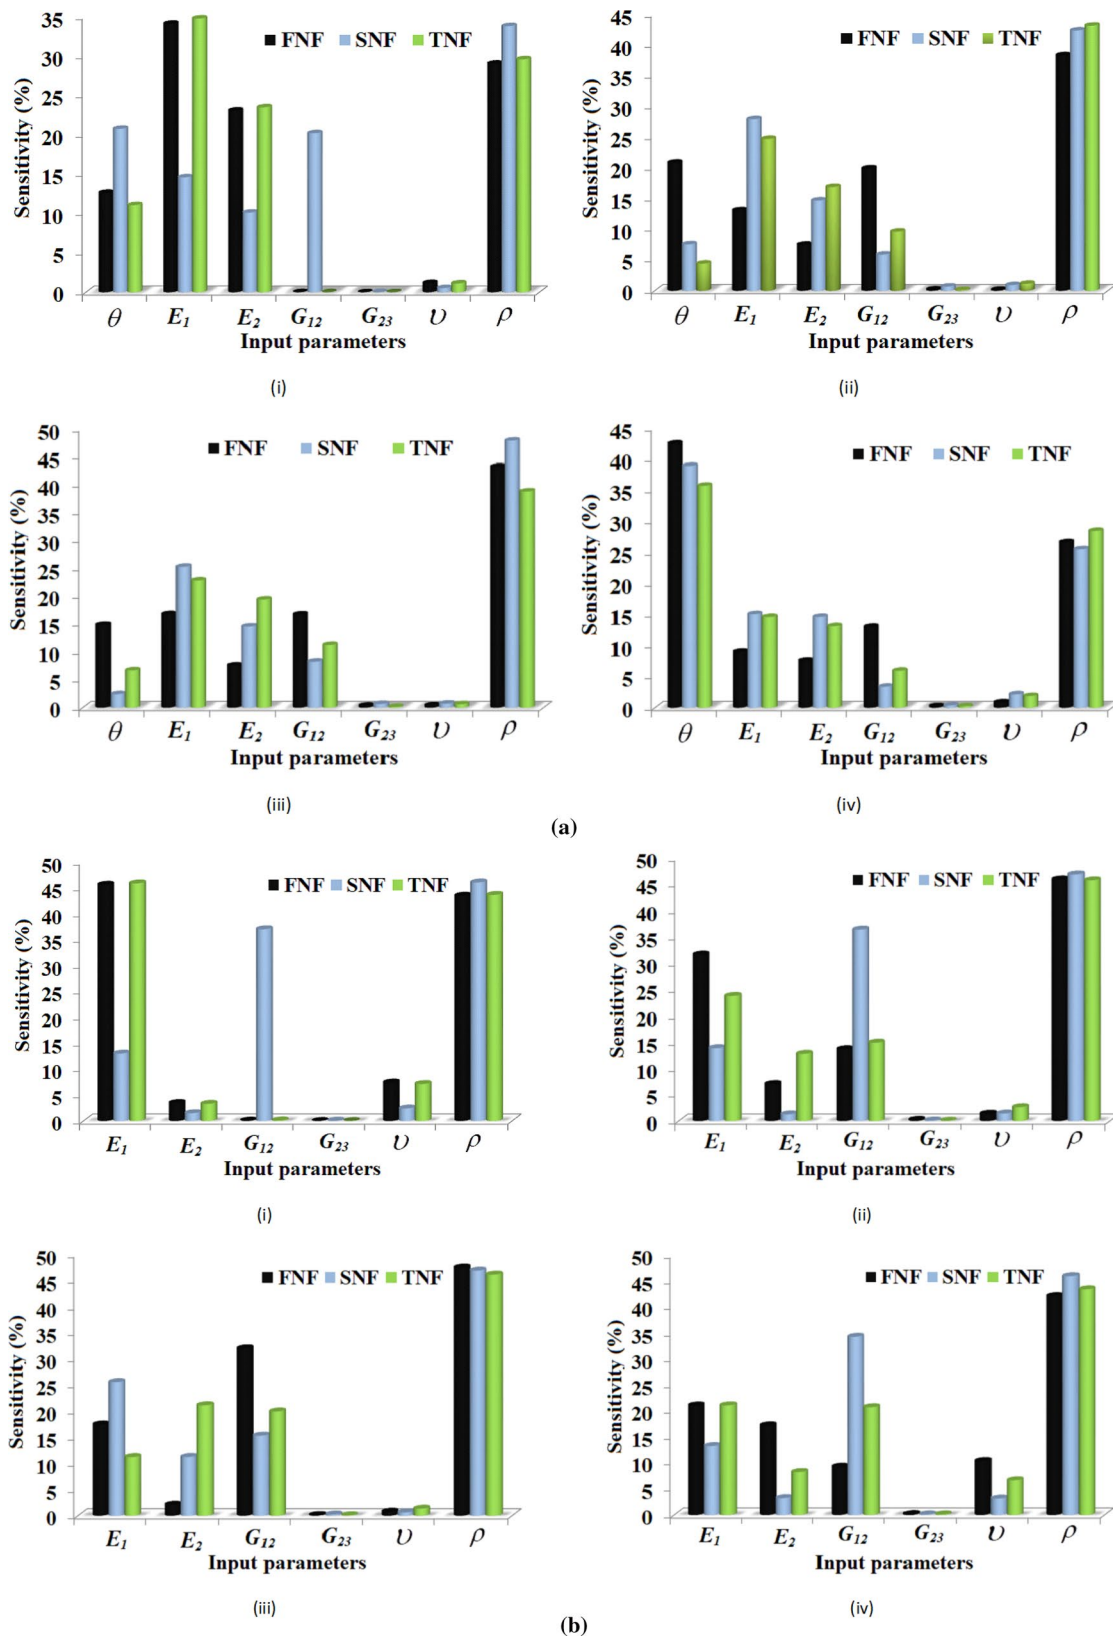 FNF SNF TNF
Sensitivity (%)
35
30
25
20
15
10
5
0
θ E1 E2 G12 G23 υ ρ
Input parameters
(i)
FNF SNF TNF
Sensitivity (%)
45
40
35
30
25
20
15
10
5
0
θ E1 E2 G12 G23 υ ρ
Input parameters
(ii)
FNF SNF TNF
Sensitivity (%)
50
45
40
35
30
25
20
15
10
5
0
θ E1 E2 G12 G23 υ ρ
Input parameters
(iii)
FNF SNF TNF
Sensitivity (%)
45
40
35
30
25
20
15
10
5
0
θ E1 E2 G12 G23 υ ρ
Input parameters
(iv)
(a)
FNF SNF TNF
Sensitivity (%)
50
45
40
35
30
25
20
15
10
5
0
E1 E2 G12 G23 υ ρ
Input parameters
(i)
FNF SNF TNF
Sensitivity (%)
50
45
40
35
30
25
20
15
10
5
0
E1 E2 G12 G23 υ ρ
Input parameters
(ii)
FNF SNF TNF
Sensitivity (%)
50
45
40
35
30
25
20
15
10
5
0
E1 E2 G12 G23 υ ρ
Input parameters
(iii)
FNF SNF TNF
Sensitivity (%)
50
45
40
35
30
25
20
15
10
5
0
E1 E2 G12 G23 υ ρ
Input parameters
(iv)
(b)